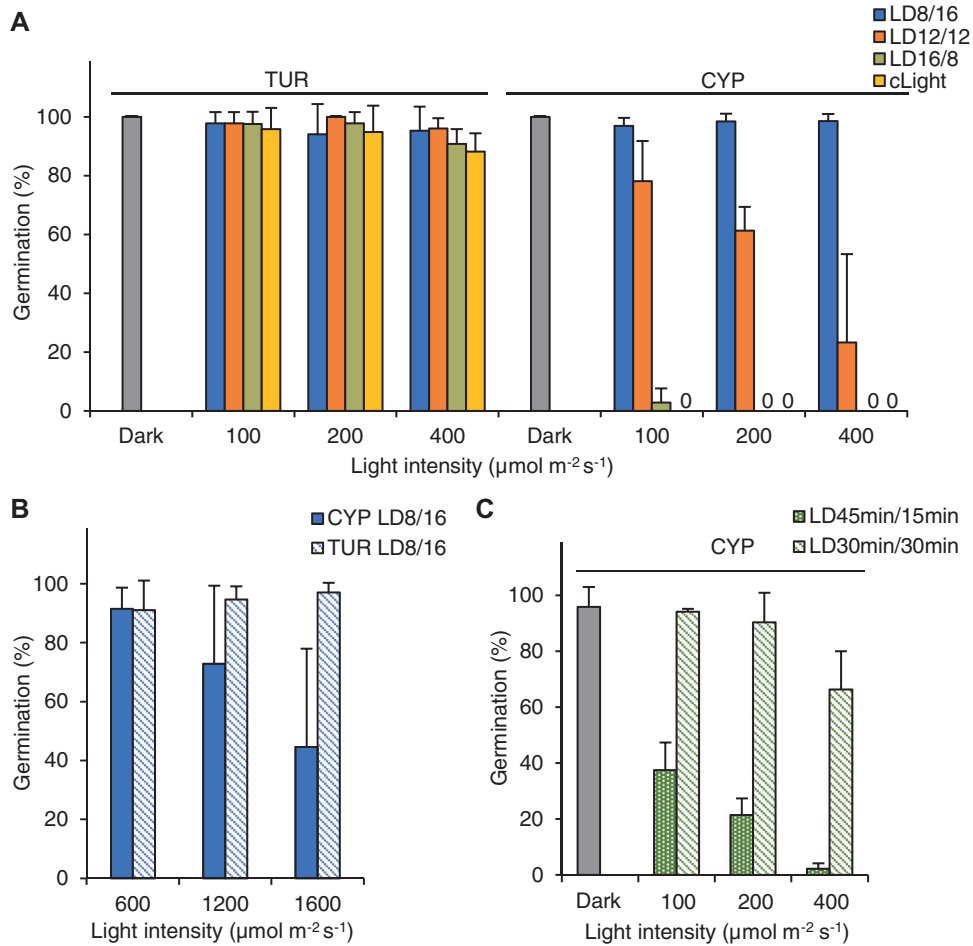 A
LD8/16
LD12/12
LD16/8
cLight
TUR
CYP
Germination (%)
100
80
60
40
20
0
0
0 0
0 0
Dark
100
200
400
Dark
100
200
400
Light intensity (µmol m-2 s-1)
B
CYP LD8/16
TUR LD8/16
Germination (%)
100
80
60
40
20
0
600
1200
1600
Light intensity (µmol m-2 s-1)
C
LD45min/15min
LD30min/30min
CYP
Germination (%)
100
80
60
40
20
0
Dark
100
200
400
Light intensity (µmol m-2 s-1)